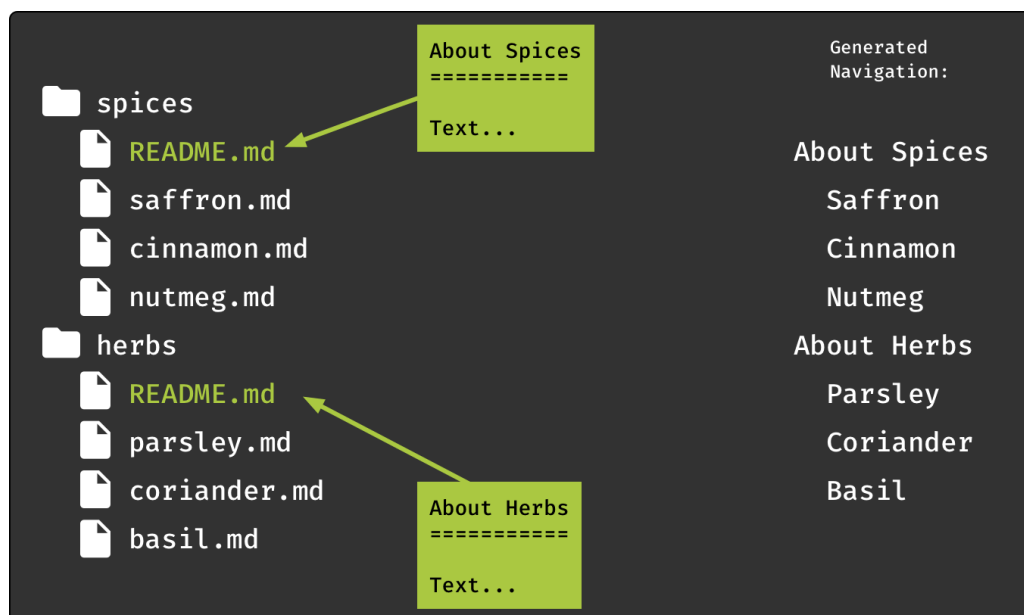 About Spices
===========
Text...
Generated
Navigation:
spices
README.md
saffron.md
cinnamon.md
nutmeg.md
herbs
README.md
parsley.md
coriander.md
basil.md
About Spices
Saffron
Cinnamon
Nutmeg
About Herbs
Parsley
Coriander
Basil
About Herbs
===========
Text...